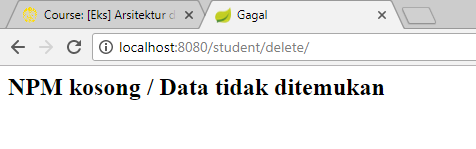 Course: [Eks] Arsitektur d
Gagal
localhost:8080/student/delete/
NPM kosong / Data tidak ditemukan